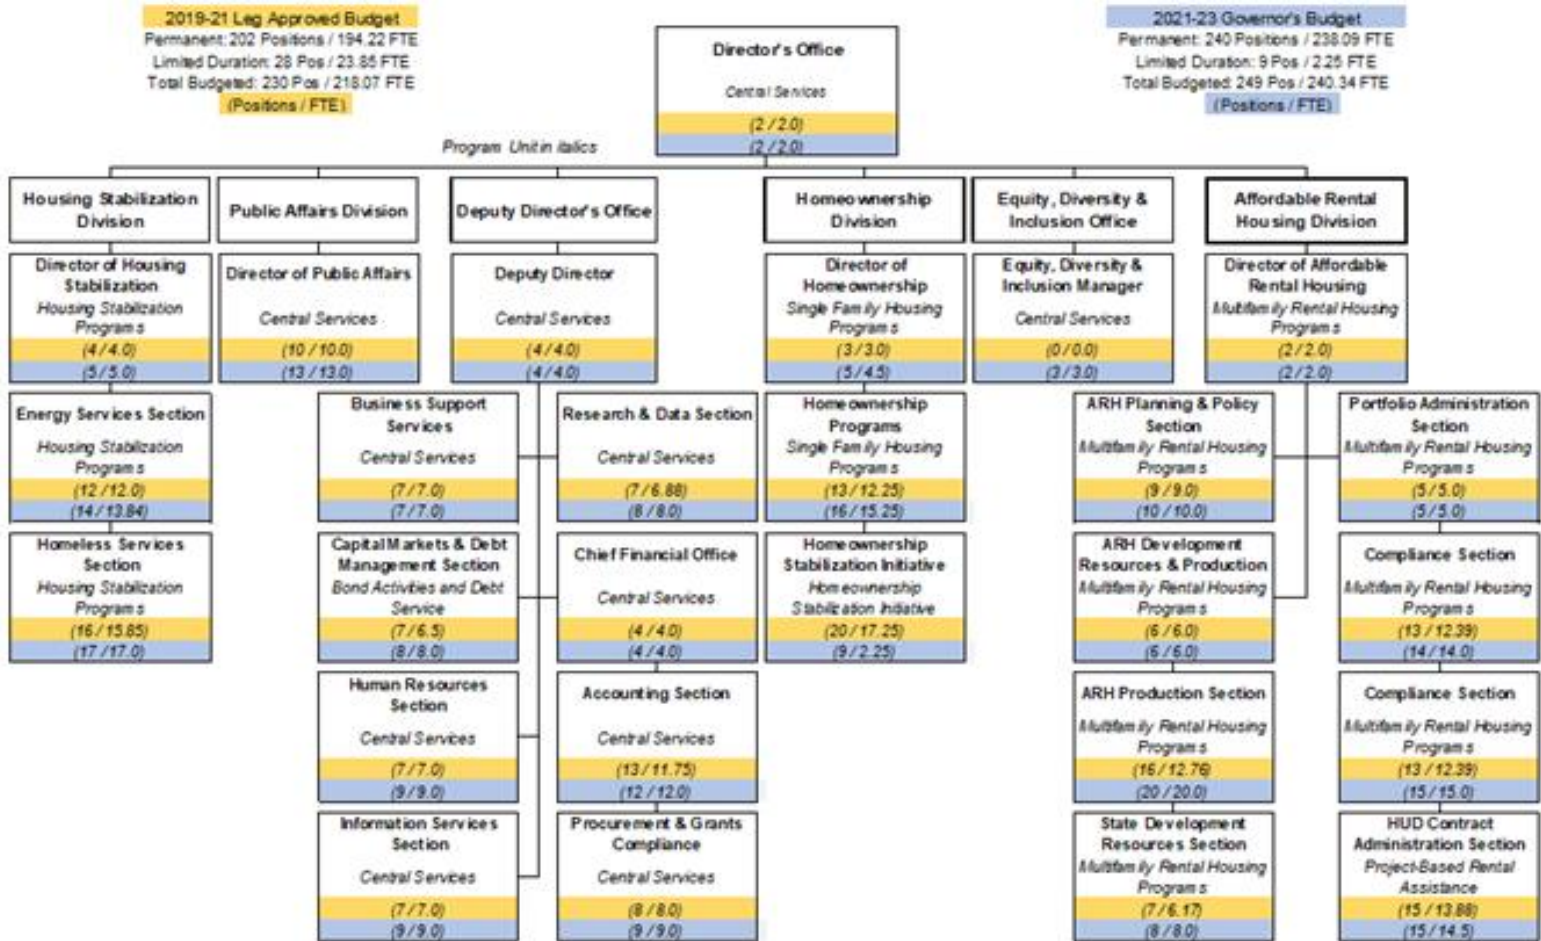 2019-21 Leg Approved Budget
Permanent: 202 Positions / 194.22 FTE
Limited Duration: 28 Pos / 23.85 FTE
Total Budgeted: 230 Pos / 218.07 FTE
(Positions / FTE)
2021-23 Governor's Budget
Permanent: 240 Positions / 238.09 FTE
Limited Duration: 9 Pos / 2.25 FTE
Total Budgeted: 249 Pos / 240.34 FTE
(Positions / FTE)
Director's Office
Central Services
(2 / 2.0)
(2 / 2.0)
Program Unit in italics
Housing Stabilization
Division
Public Affairs Division
Deputy Director's Office
Homeownership
Division
Equity, Diversity &
Inclusion Office
Affordable Rental
Housing Division
Director of Housing
Stabilization
Housing Stabilization
Programs
(4 / 4.0)
(5 / 5.0)
Director of Public Affairs
Central Services
(10 / 10.0)
(13 / 13.0)
Deputy Director
Central Services
(4 / 4.0)
(4 / 4.0)
Director of
Homeownership
Single Family Housing
Programs
(3 / 3.0)
(5 / 4.5)
Equity, Diversity &
Inclusion Manager
Central Services
(0 / 0.0)
(3 / 3.0)
Director of Affordable
Rental Housing
Multifamily Rental Housing
Programs
(2 / 2.0)
(2 / 2.0)
Energy Services Section
Housing Stabilization
Programs
(12 / 12.0)
(14 / 13.84)
Business Support
Services
Central Services
(7 / 7.0)
(7 / 7.0)
Research & Data Section
Central Services
(7 / 6.88)
(8 / 8.0)
Homeownership
Programs
Single Family Housing
Programs
(13 / 12.25)
(16 / 15.25)
ARH Planning & Policy
Section
Multifamily Rental Housing
Programs
(9 / 9.0)
(10 / 10.0)
Portfolio Administration
Section
Multifamily Rental Housing
Programs
(5 / 5.0)
(5 / 5.0)
Homeless Services
Section
Housing Stabilization
Programs
(16 / 15.85)
(17 / 17.0)
Capital Markets & Debt
Management Section
Bond Activities and Debt
Service
(7 / 6.5)
(8 / 8.0)
Chief Financial Office
Central Services
(4 / 4.0)
(4 / 4.0)
Homeownership
Stabilization Initiative
Homeownership
Stabilization Initiative
(20 / 17.25)
(9 / 2.25)
ARH Development
Resources & Production
Multifamily Rental Housing
Programs
(6 / 6.0)
(6 / 6.0)
Compliance Section
Multifamily Rental Housing
Programs
(13 / 12.39)
(14 / 14.0)
Human Resources
Section
Central Services
(7 / 7.0)
(9 / 9.0)
Accounting Section
Central Services
(13 / 11.75)
(12 / 12.0)
ARH Production Section
Multifamily Rental Housing
Programs
(16 / 12.76)
(20 / 20.0)
Compliance Section
Multifamily Rental Housing
Programs
(13 / 12.39)
(15 / 15.0)
Information Services
Section
Central Services
(7 / 7.0)
(9 / 9.0)
Procurement & Grants
Compliance
Central Services
(8 / 8.0)
(9 / 9.0)
State Development
Resources Section
Multifamily Rental Housing
Programs
(7 / 6.17)
(8 / 8.0)
HUD Contract
Administration Section
Project-Based Rental
Assistance
(15 / 13.88)
(15 / 14.5)